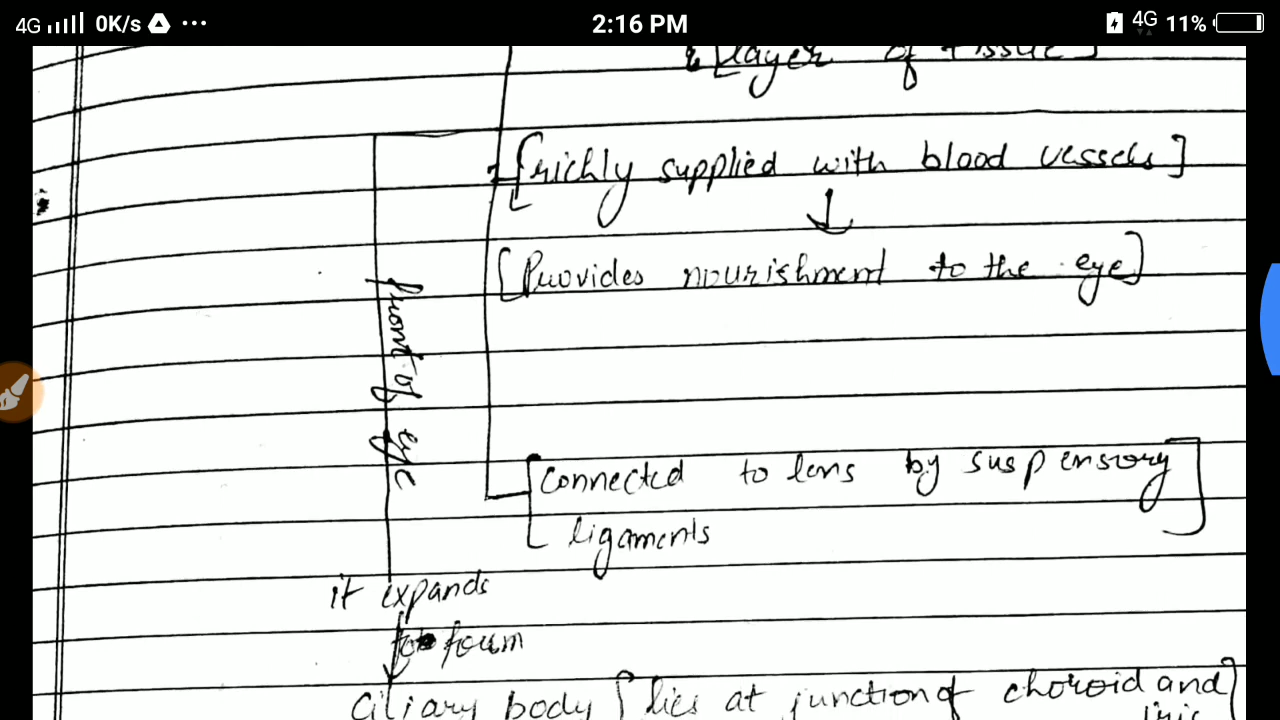 4G 0K/s ... 2:16 PM 4G 11%
[layer of tissue]
[richly supplied with blood vessels]
↓
[Provides nourishment to the eye]
front of eye
[connected to lens by suspensory
ligaments]
it expands
to form
Ciliary body [lies at junction of choroid and
iris